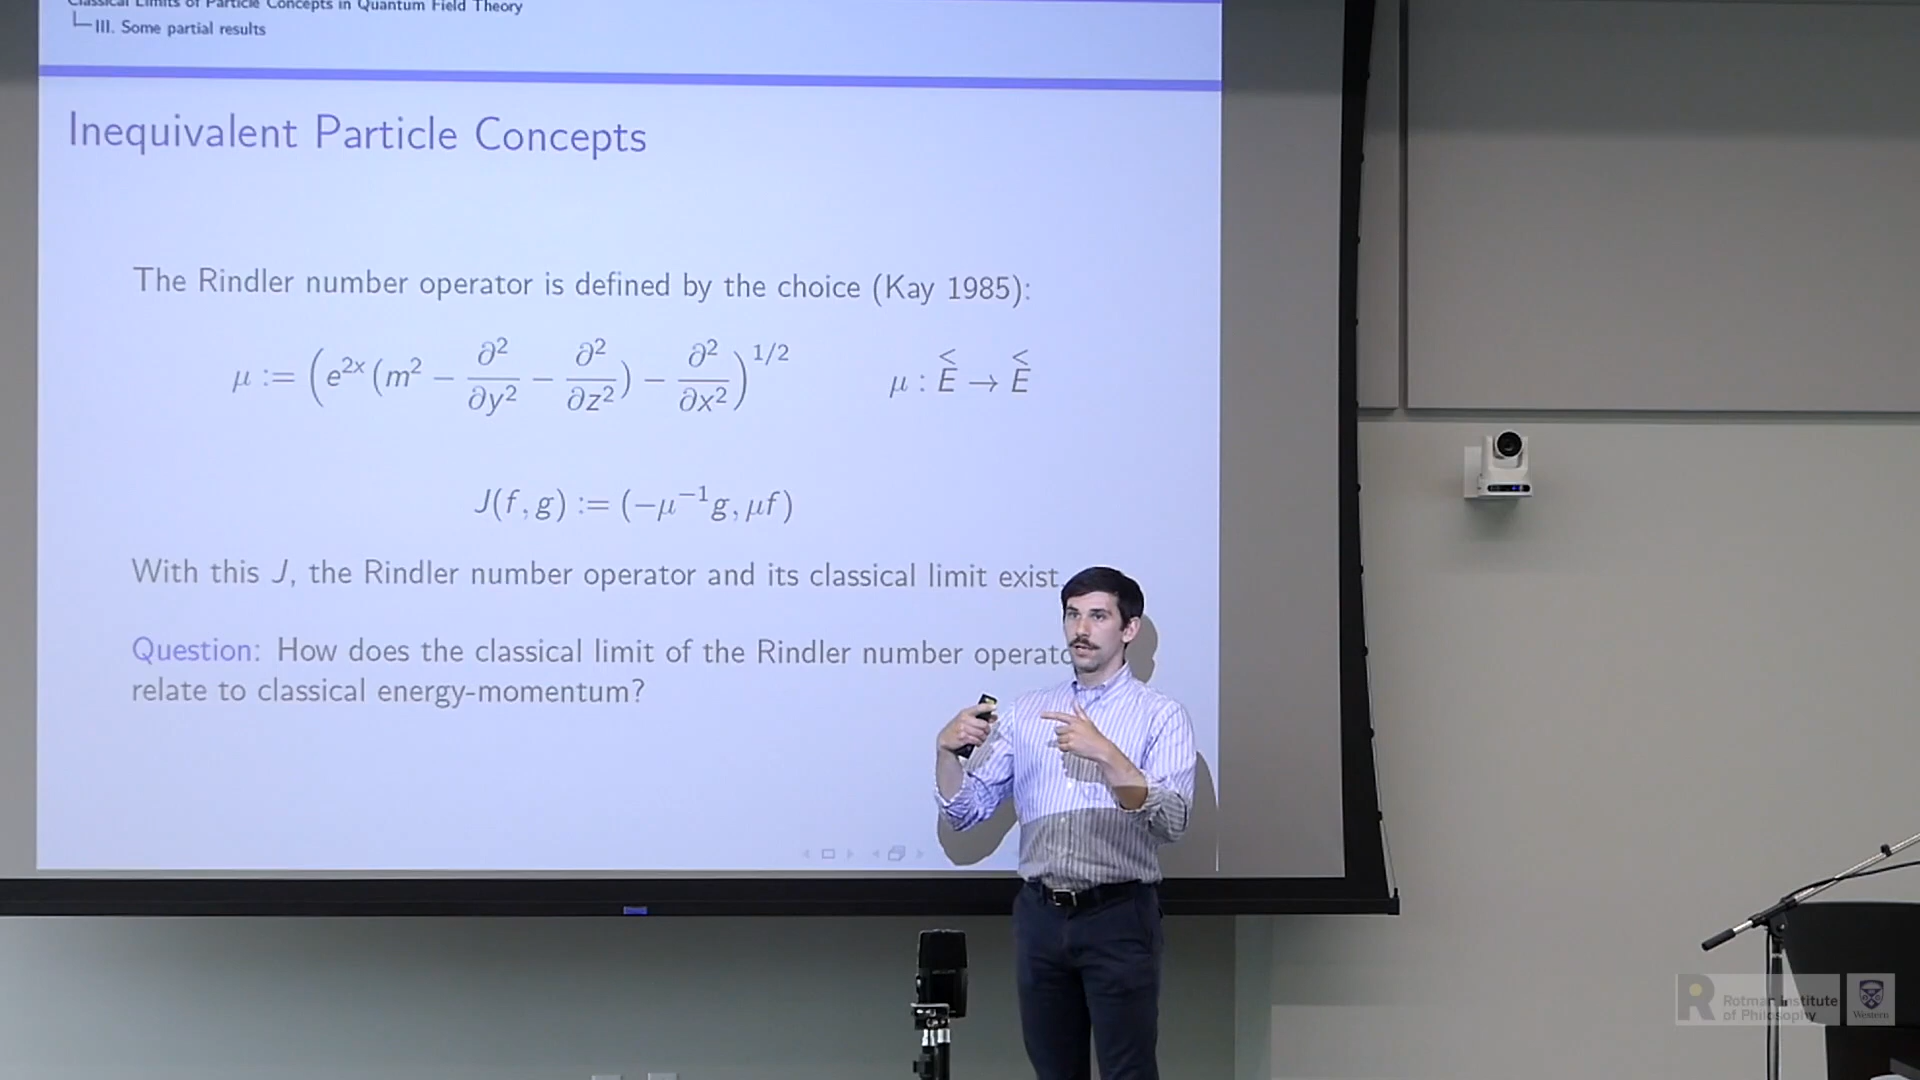 Classical Limits of Particle Concepts in Quantum Field Theory
III. Some partial results
Inequivalent Particle Concepts
The Rindler number operator is defined by the choice (Kay 1985):
μ := (e^{2x}(m² − ∂²/∂y² − ∂²/∂z²) − ∂²/∂x²)^{1/2} μ : E^< → E^<
J(f, g) := (−μ⁻¹g, μf)
With this J, the Rindler number operator and its classical limit exist.
Question: How does the classical limit of the Rindler number operato
relate to classical energy-momentum?
R Rotman Institute
of Philosophy
Western